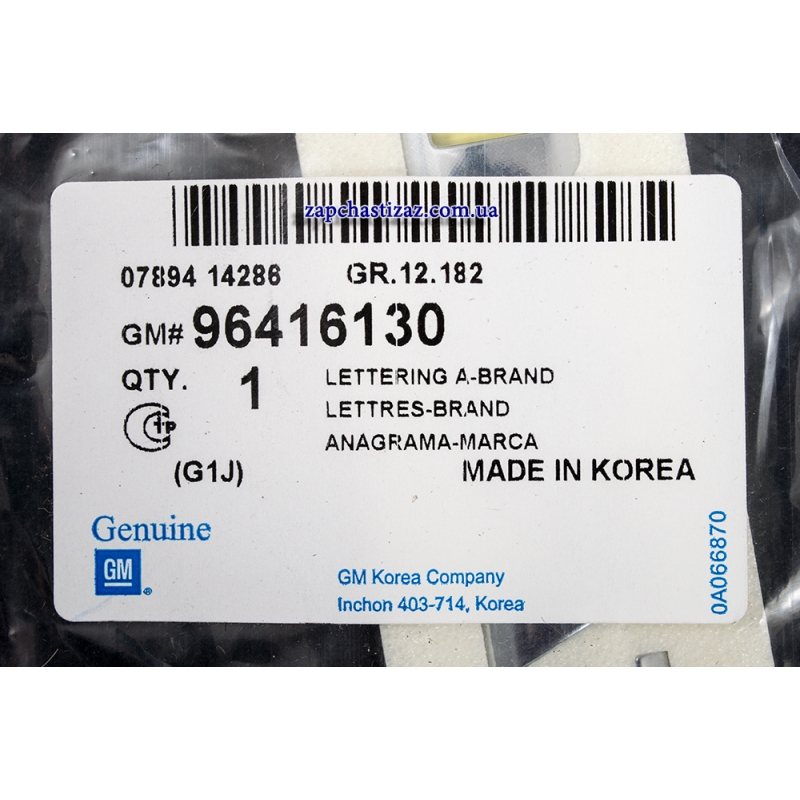 zapchastizaz.com.ua
07894 14286 GR.12.182
GM# 96416130
QTY. 1 LETTERING A-BRAND
LETTRES-BRAND
ANAGRAMA-MARCA
(G1J) MADE IN KOREA
Genuine
GM
GM Korea Company
Inchon 403-714, Korea
0A066870